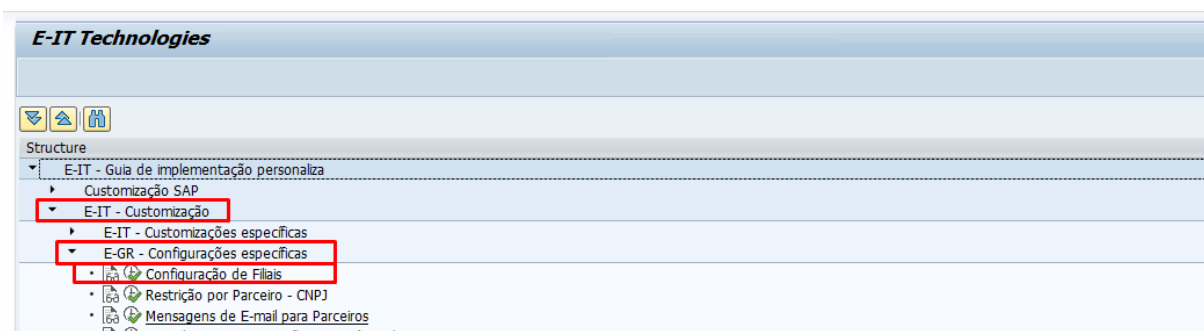 E-IT Technologies
Structure
E-IT - Guia de implementação personaliza
Customização SAP
E-IT - Customização
E-IT - Customizações específicas
E-GR - Configurações específicas
Configuração de Filiais
Restrição por Parceiro - CNPJ
Mensagens de E-mail para Parceiros